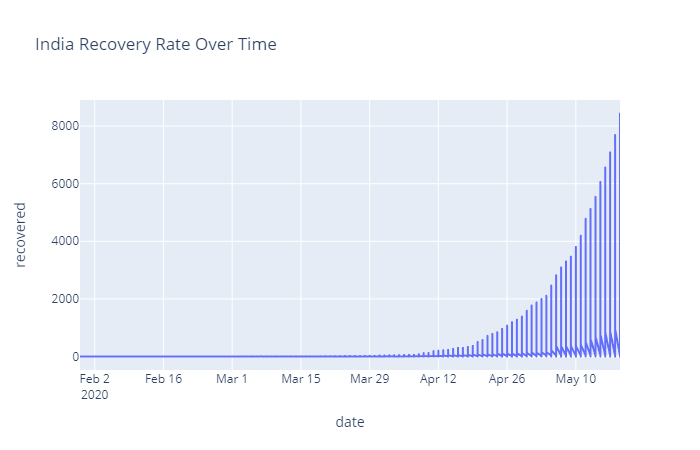 India Recovery Rate Over Time
recovered
8000
6000
4000
2000
0
Feb 2
2020
Feb 16
Mar 1
Mar 15
Mar 29
Apr 12
Apr 26
May 10
date